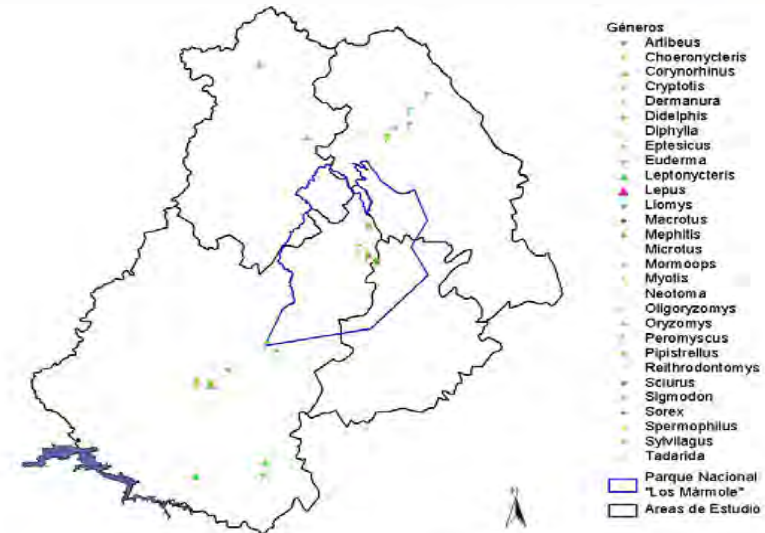 Géneros
Artibeus
Choeronycteris
Corynorhinus
Cryptotis
Dermanura
Didelphis
Diphylla
Eptesicus
Euderma
Leptonycteris
Lepus
Liomys
Macrotus
Mephitis
Microtus
Mormoops
Myotis
Neotoma
Oligoryzomys
Oryzomys
Peromyscus
Pipistrellus
Reithrodontomys
Sciurus
Sigmodon
Sorex
Spermophilus
Sylvilagus
Tadarida
Parque Nacional
"Los Mármole"
Areas de Estudio